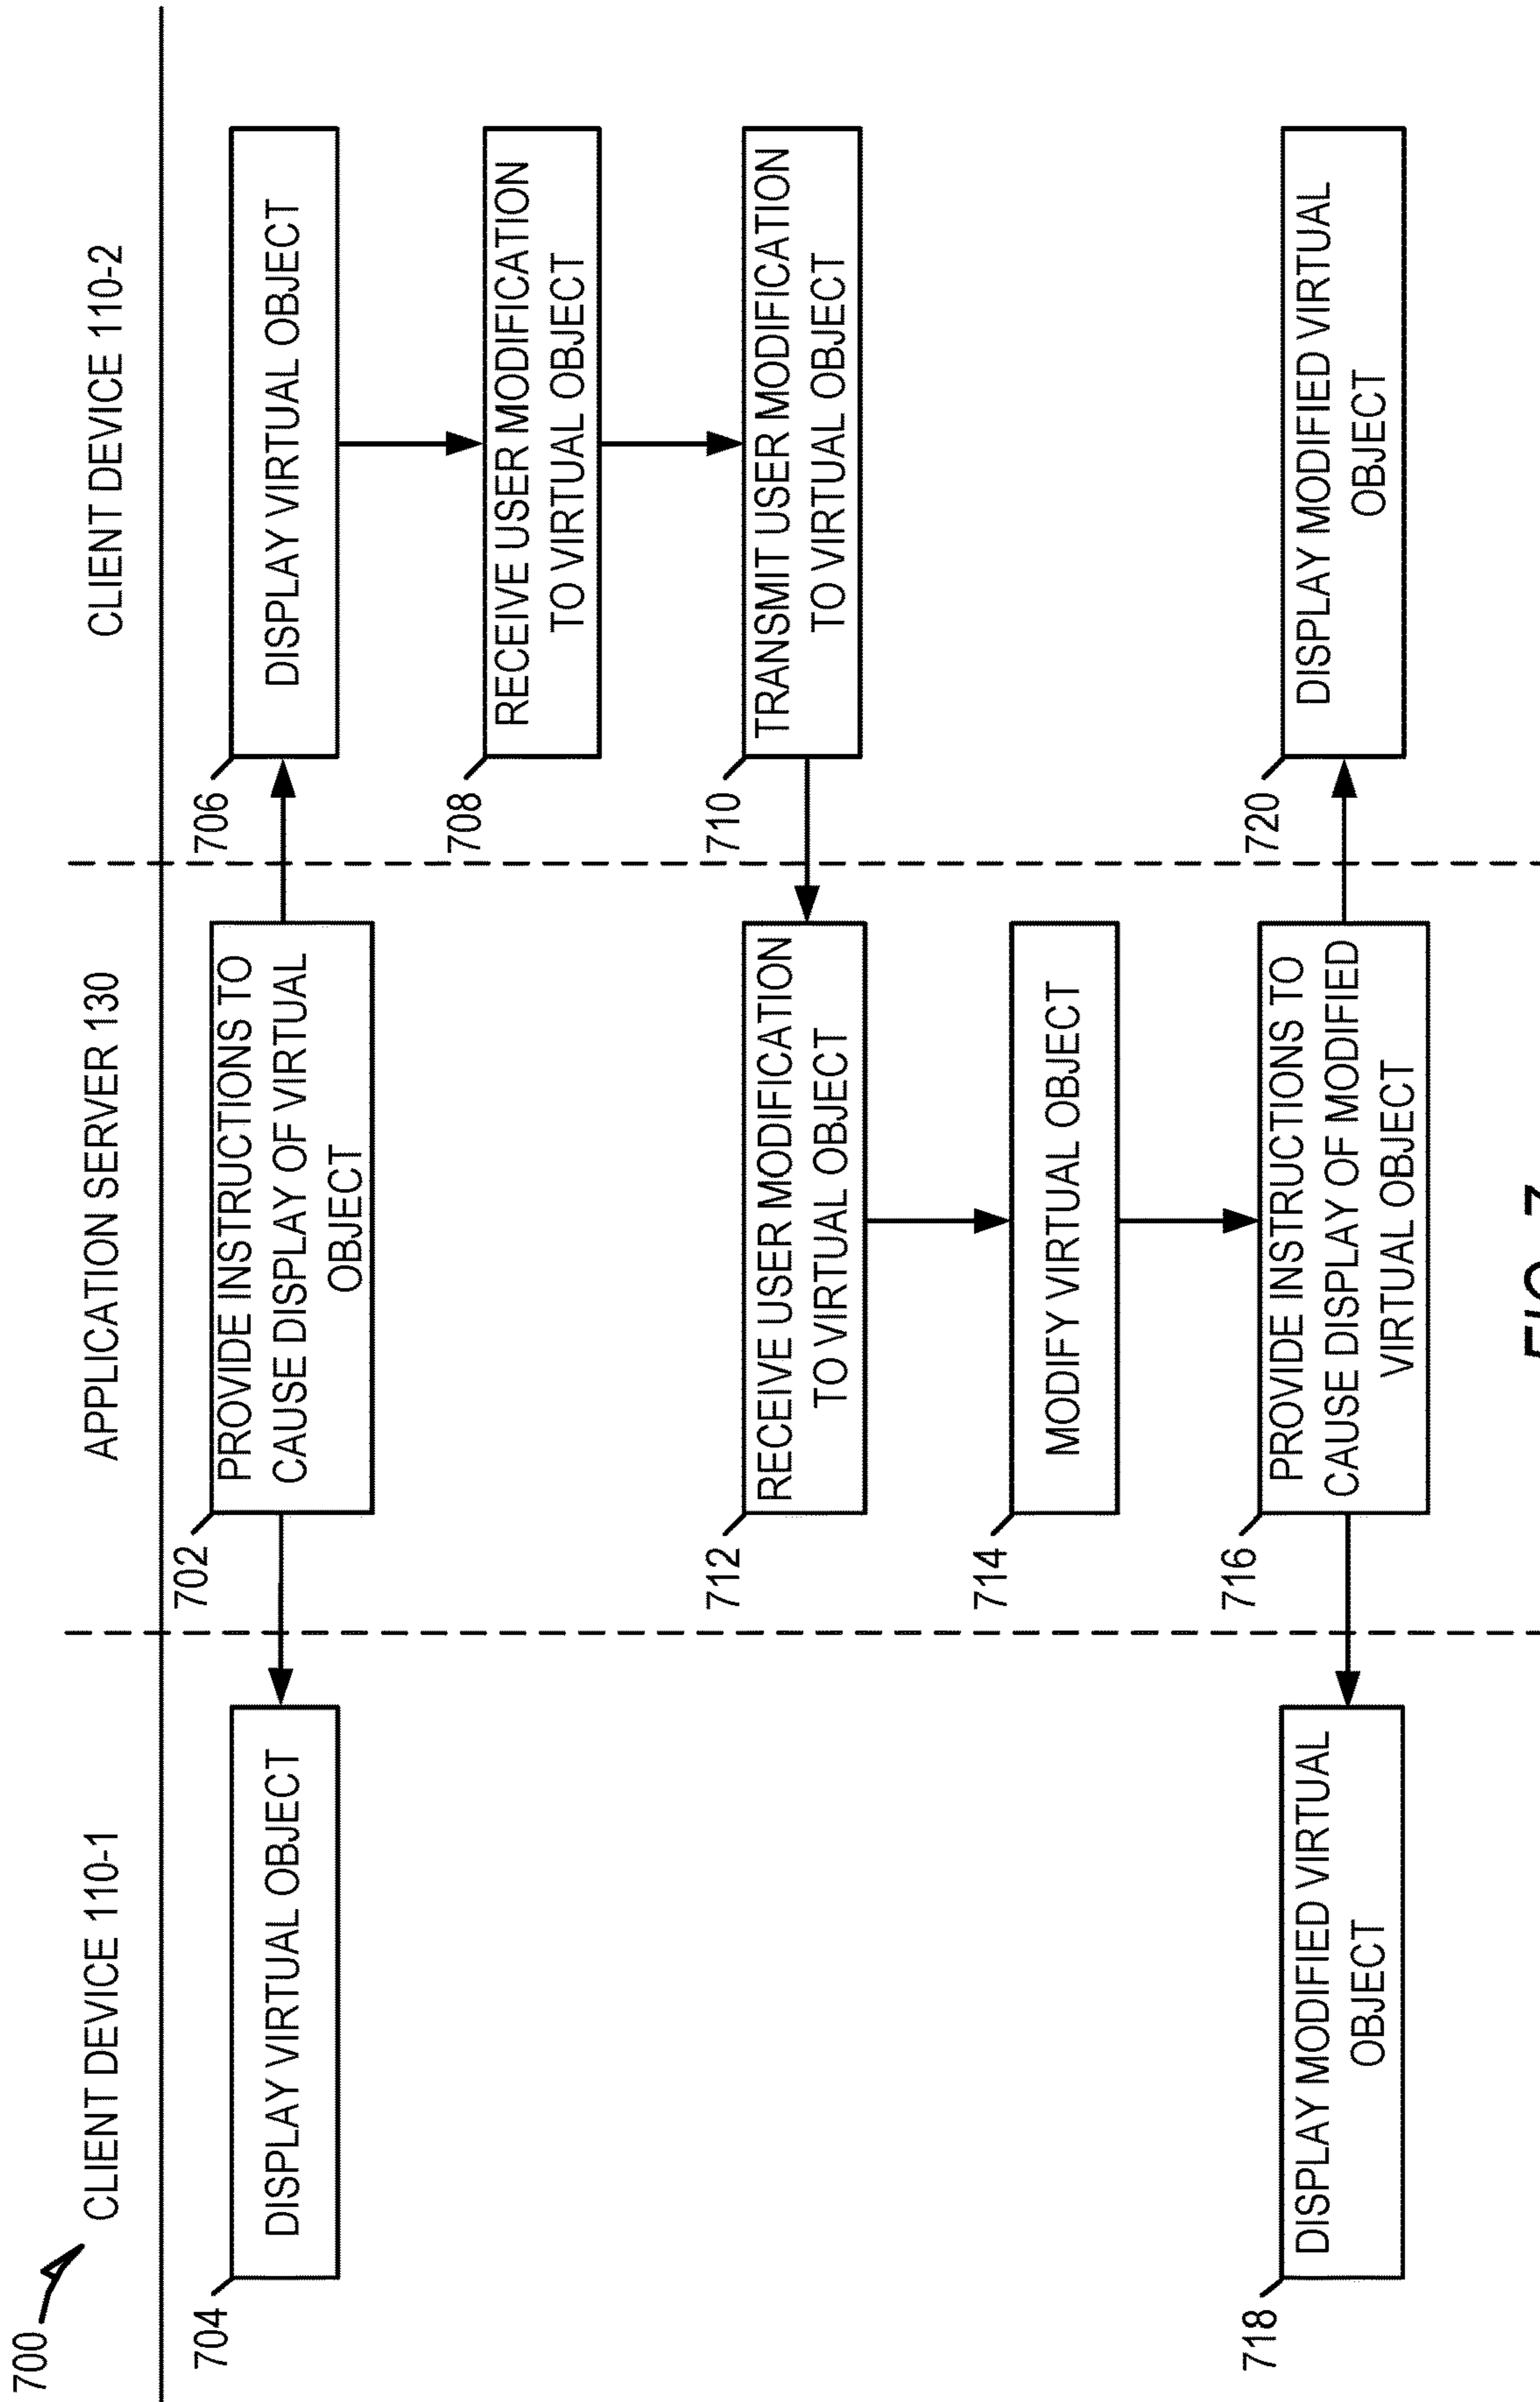 700
CLIENT DEVICE 110-1
APPLICATION SERVER 130
CLIENT DEVICE 110-2
704
DISPLAY VIRTUAL OBJECT
702
PROVIDE INSTRUCTIONS TO
CAUSE DISPLAY OF VIRTUAL
OBJECT
706
DISPLAY VIRTUAL OBJECT
708
RECEIVE USER MODIFICATION
TO VIRTUAL OBJECT
710
TRANSMIT USER MODIFICATION
TO VIRTUAL OBJECT
712
RECEIVE USER MODIFICATION
TO VIRTUAL OBJECT
714
MODIFY VIRTUAL OBJECT
716
PROVIDE INSTRUCTIONS TO
CAUSE DISPLAY OF MODIFIED
VIRTUAL OBJECT
718
DISPLAY MODIFIED VIRTUAL
OBJECT
720
DISPLAY MODIFIED VIRTUAL
OBJECT
FIG. 7